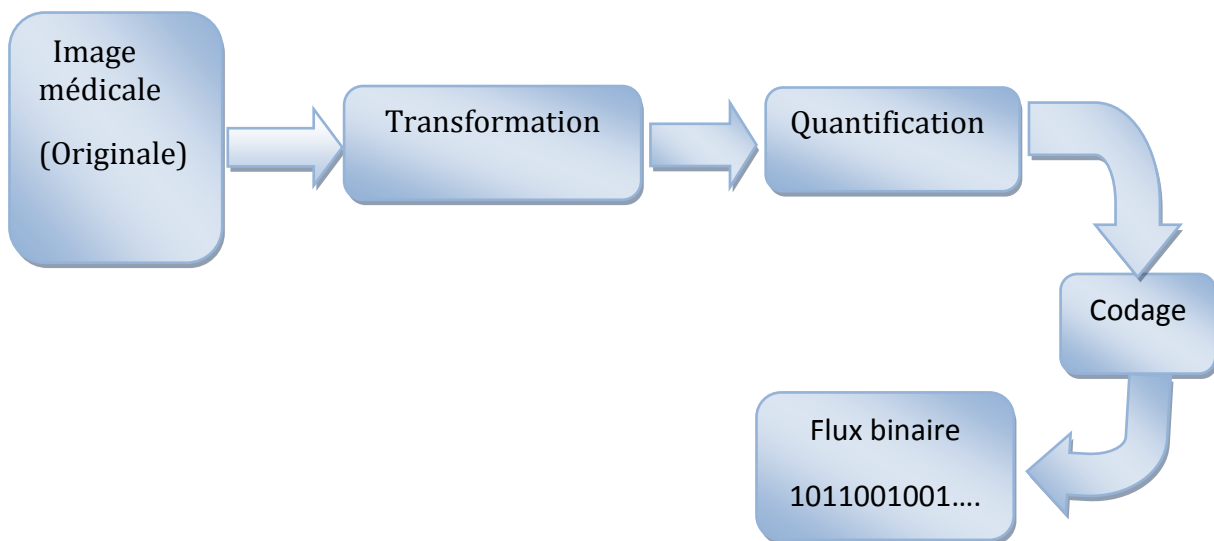 Image
médicale
(Originale)
Transformation
Quantification
Codage
Flux binaire
1011001001....